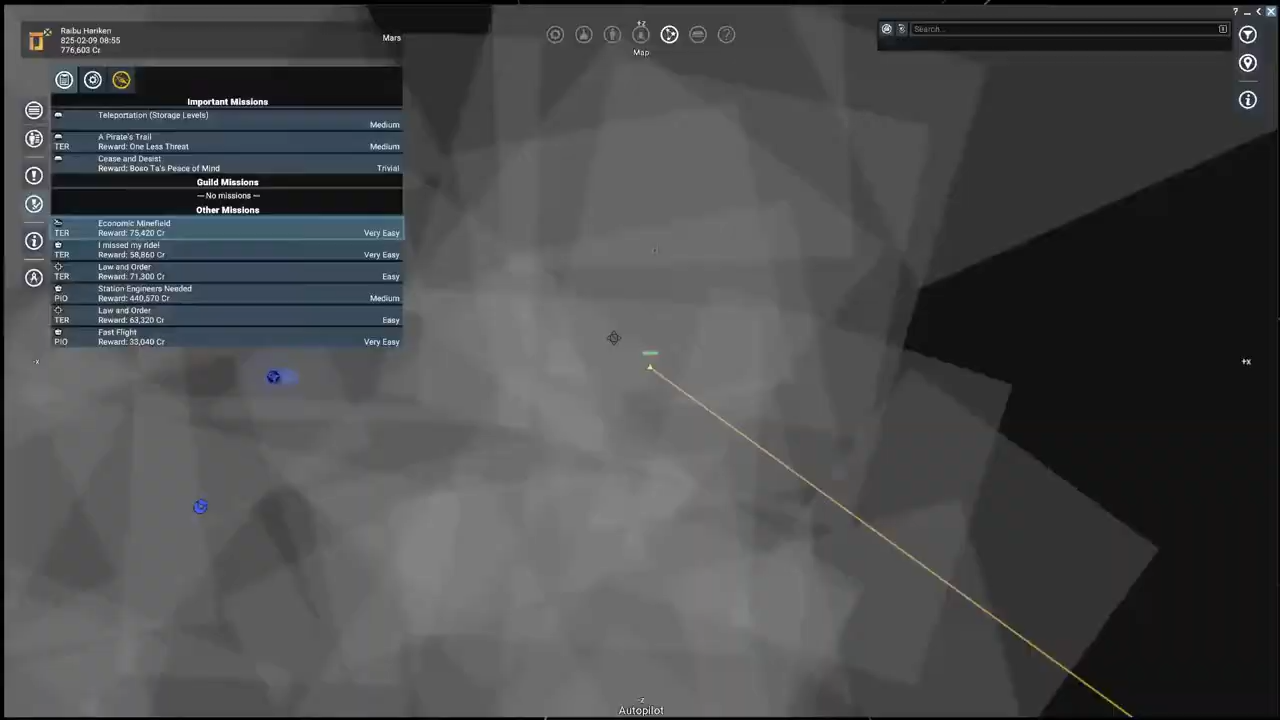 Raibu Hariken
825-02-09 08:55
776,603 Cr
Mars
+z
Map
Search...
Important Missions
Teleportation (Storage Levels)
Medium
A Pirate's Trail
TER Reward: One Less Threat Medium
Cease and Desist
Reward: Boso Ta's Peace of Mind Trivial
Guild Missions
— No missions —
Other Missions
Economic Minefield
TER Reward: 75,420 Cr Very Easy
I missed my ride!
TER Reward: 58,860 Cr Very Easy
Law and Order
TER Reward: 71,300 Cr Easy
Station Engineers Needed
PIO Reward: 440,570 Cr Medium
Law and Order
TER Reward: 63,320 Cr Easy
Fast Flight
PIO Reward: 33,040 Cr Very Easy
-x
+x
-z
Autopilot